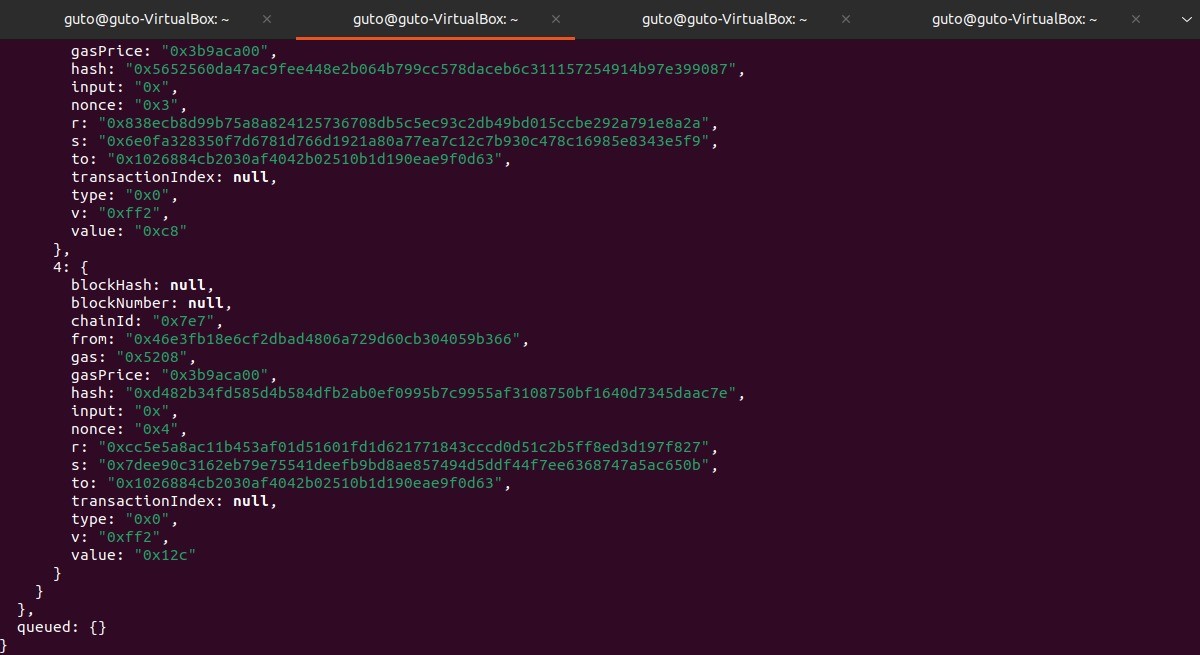 guto@guto-VirtualBox: ~ × guto@guto-VirtualBox: ~ × guto@guto-VirtualBox: ~ × guto@guto-VirtualBox: ~ ×
gasPrice: "0x3b9aca00",
hash: "0x5652560da47ac9fee448e2b064b799cc578daceb6c311157254914b97e399087",
input: "0x",
nonce: "0x3",
r: "0x838ecb8d99b75a8a824125736708db5c5ec93c2db49bd015ccbe292a791e8a2a",
s: "0x6e0fa328350f7d6781d766d1921a80a77ea7c12c7b930c478c16985e8343e5f9",
to: "0x1026884cb2030af4042b02510b1d190eae9f0d63",
transactionIndex: null,
type: "0x0",
v: "0xff2",
value: "0xc8"
},
4: {
blockHash: null,
blockNumber: null,
chainId: "0x7e7",
from: "0x46e3fb18e6cf2dbad4806a729d60cb304059b366",
gas: "0x5208",
gasPrice: "0x3b9aca00",
hash: "0xd482b34fd585d4b584dfb2ab0ef0995b7c9955af3108750bf1640d7345daac7e",
input: "0x",
nonce: "0x4",
r: "0xcc5e5a8ac11b453af01d51601fd1d621771843cccd0d51c2b5ff8ed3d197f827",
s: "0x7dee90c3162eb79e75541deefb9bd8ae857494d5ddf44f7ee6368747a5ac650b",
to: "0x1026884cb2030af4042b02510b1d190eae9f0d63",
transactionIndex: null,
type: "0x0",
v: "0xff2",
value: "0x12c"
}
}
},
queued: {}
}